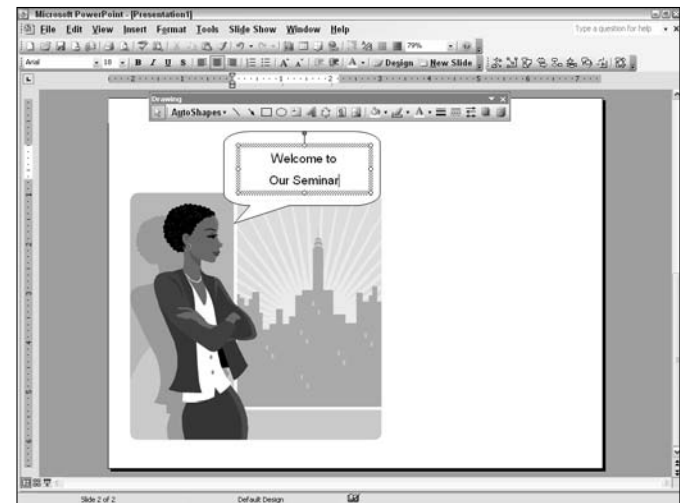 Microsoft PowerPoint - [Presentation1]
File Edit View Insert Format Tools Slide Show Window Help
Type a question for help
79%
Arial 18 B I U S A Design New Slide
Drawing
AutoShapes A
Welcome to
Our Seminar
Slide 2 of 2 Default Design